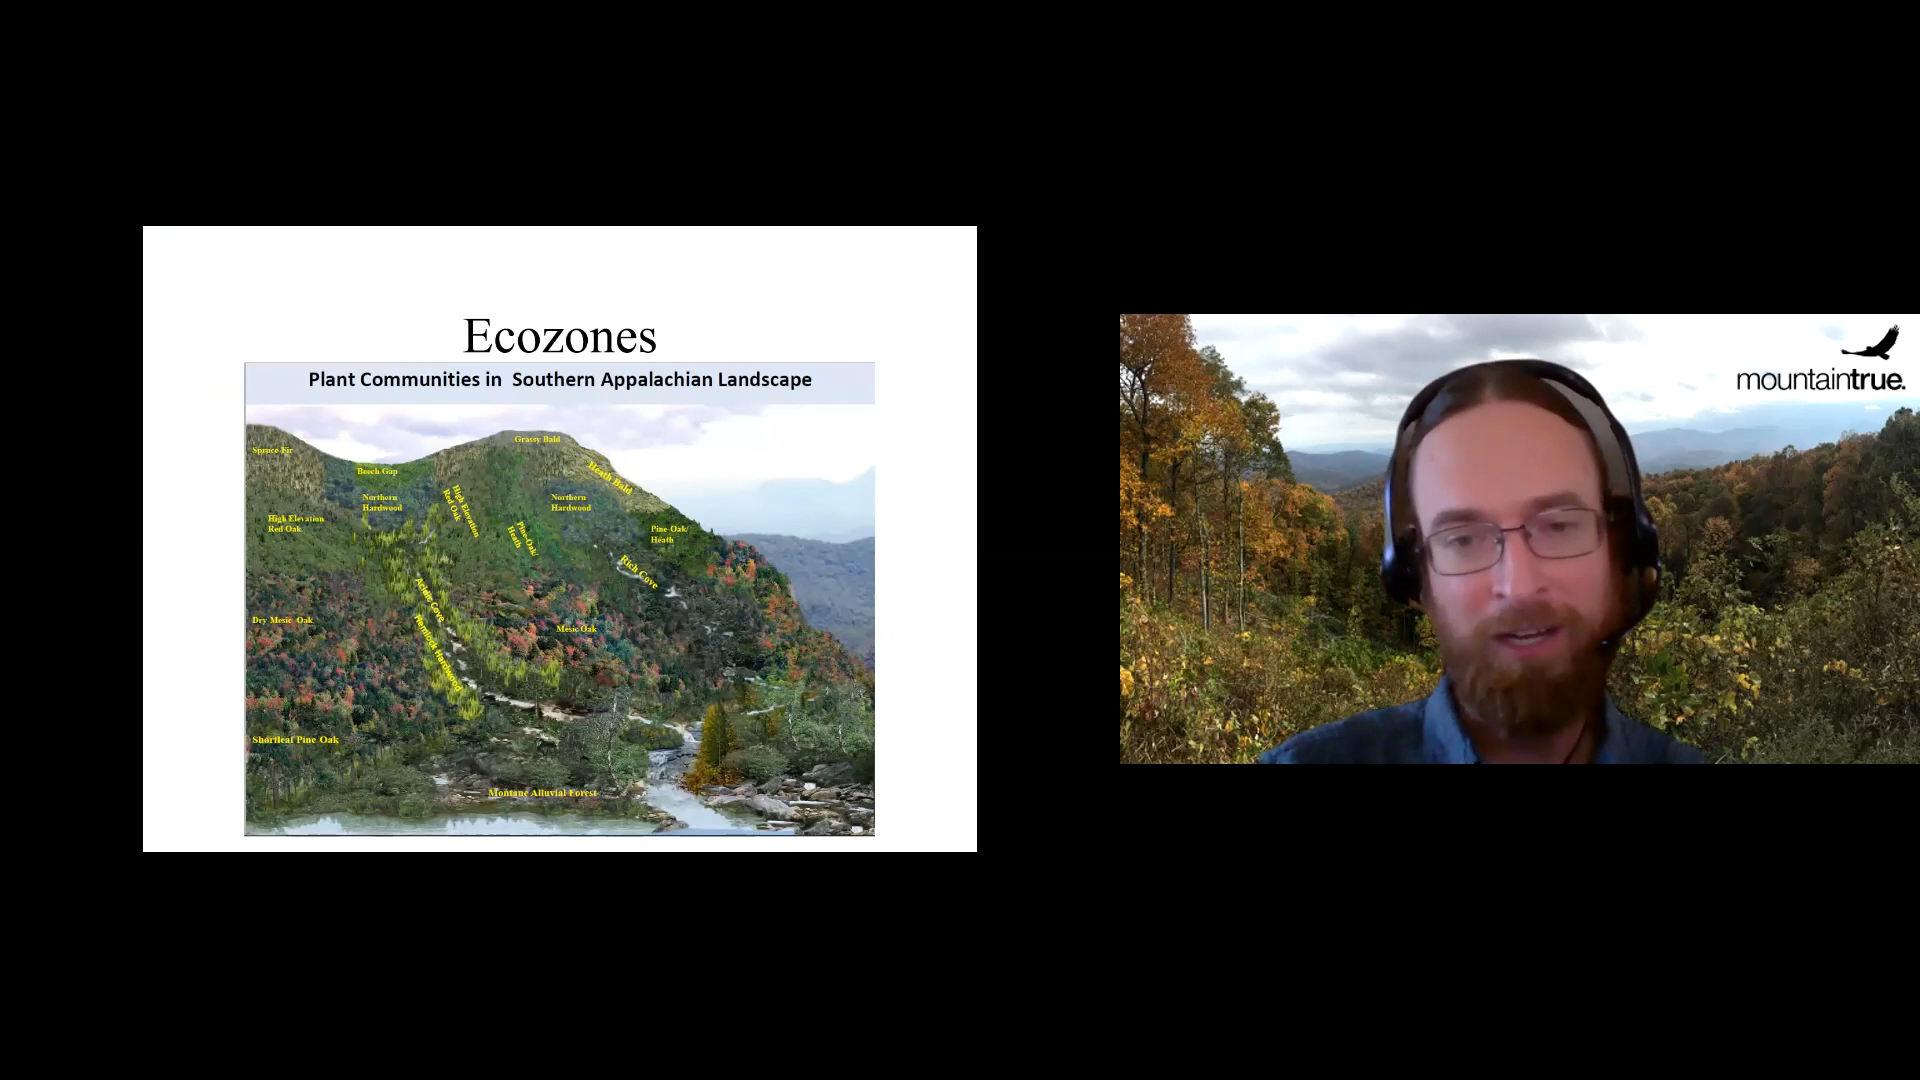 Ecozones
Plant Communities in Southern Appalachian Landscape
Grassy Bald
Spruce Fir
Beech Gap
Heath Bald
Northern
Hardwood
High Elevation
Red Oak
Northern
Hardwood
High Elevation
Red Oak
Pine-Oak/
Heath
Pine-Oak/
Heath
Rich Cove
Acidic Cove
Hemlock Hardwood
Dry Mesic Oak
Mesic Oak
Shortleaf Pine-Oak
Montane Alluvial Forest
mountaintrue.